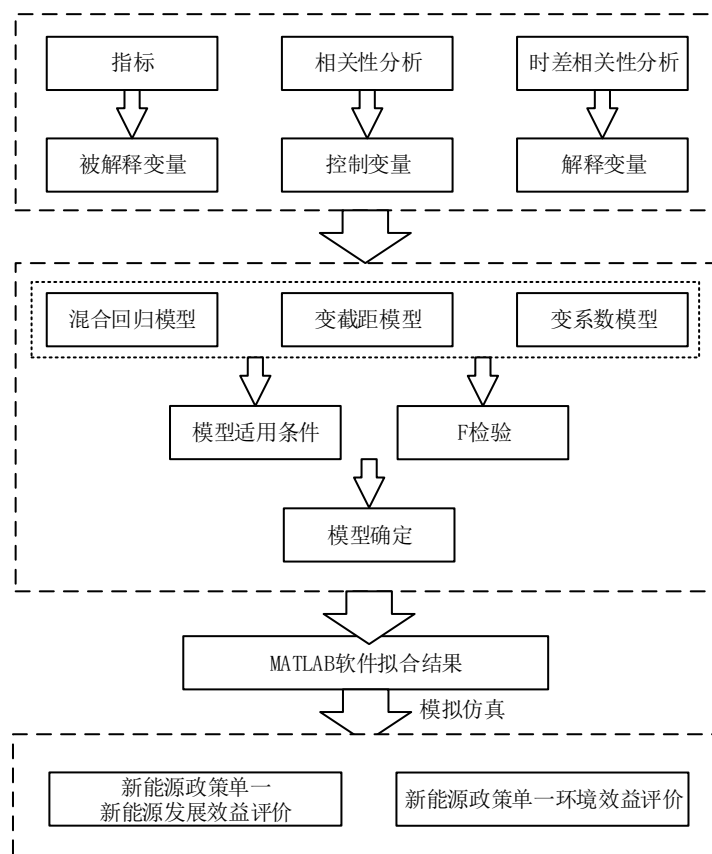 指标
相关性分析
时差相关性分析
被解释变量
控制变量
解释变量
混合回归模型
变截距模型
变系数模型
模型适用条件
F检验
模型确定
MATLAB软件拟合结果
模拟仿真
新能源政策单一
新能源发展效益评价
新能源政策单一环境效益评价